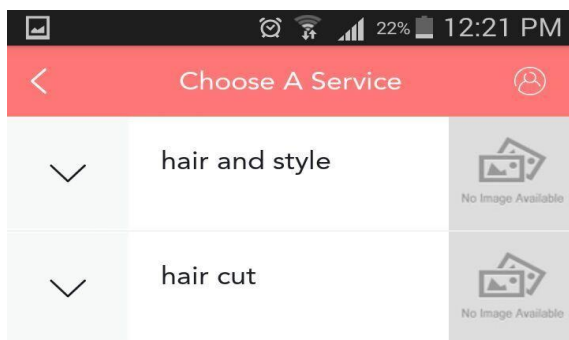 22% 12:21 PM
Choose A Service
hair and style
No Image Available
hair cut
No Image Available